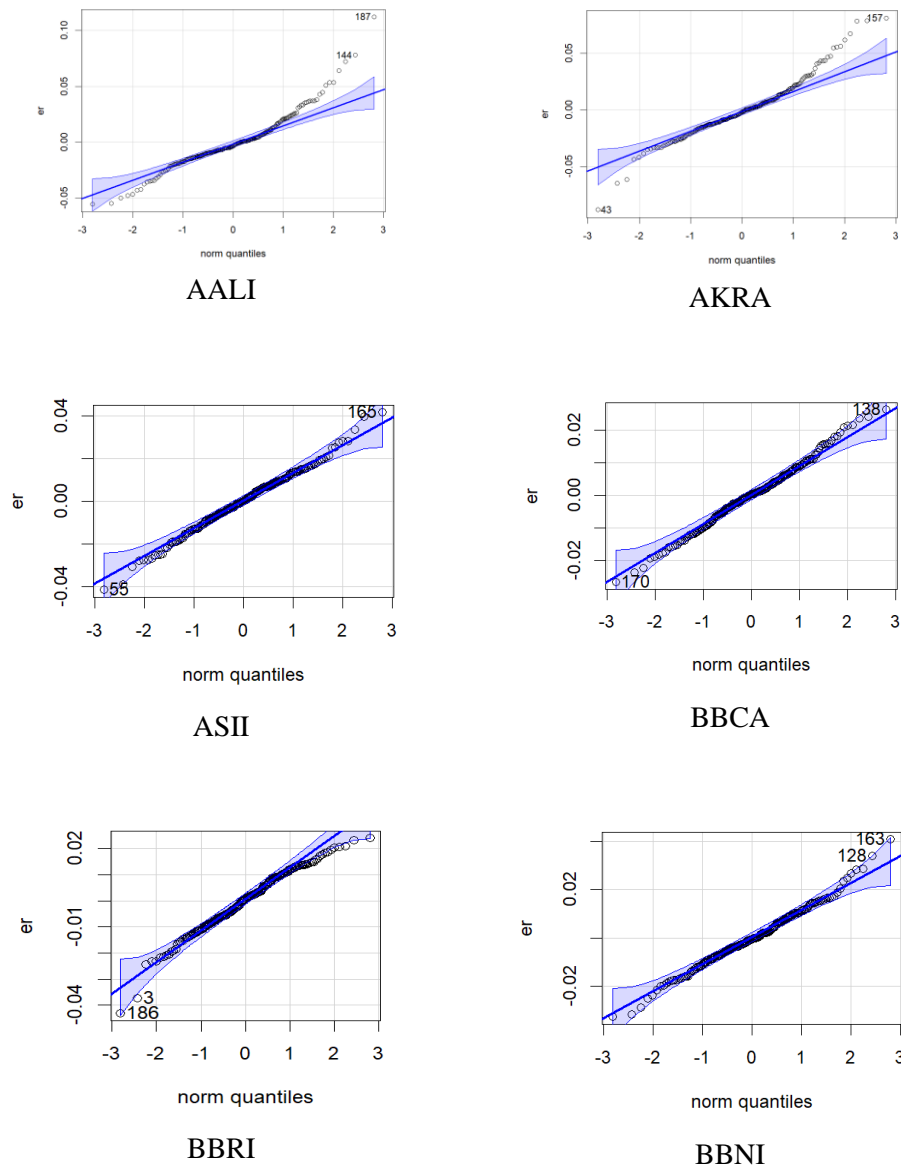 187
144
0.10
0.05
0.00
-0.05
er
-3 -2 -1 0 1 2 3
norm quantiles
AALI
157
43
0.05
0.00
-0.05
er
-3 -2 -1 0 1 2 3
norm quantiles
AKRA
165
55
0.04
0.00
-0.04
er
-3 -2 -1 0 1 2 3
norm quantiles
ASII
138
170
0.02
0.00
-0.02
er
-3 -2 -1 0 1 2 3
norm quantiles
BBCA
3
186
0.02
-0.01
-0.04
er
-3 -2 -1 0 1 2 3
norm quantiles
BBRI
163
128
0.02
-0.02
er
-3 -2 -1 0 1 2 3
norm quantiles
BBNI